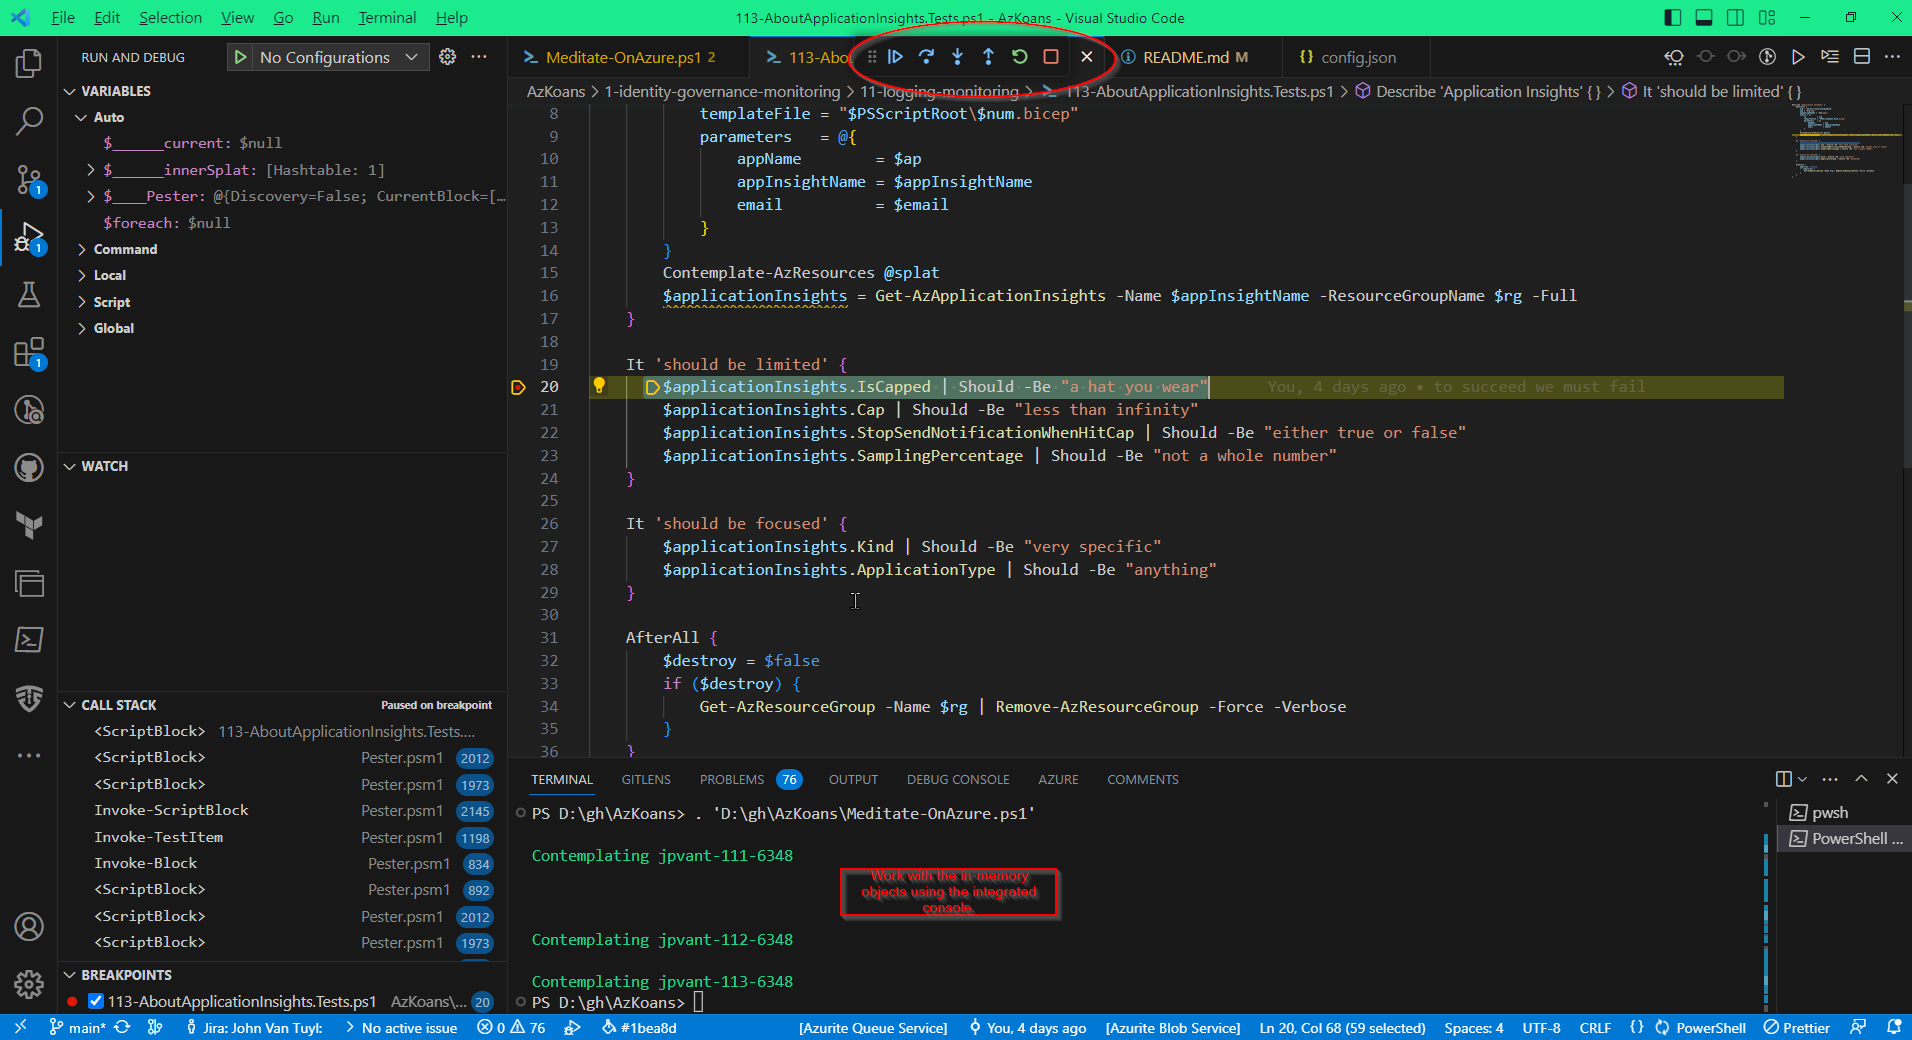 File Edit Selection View Go Run Terminal Help
113-AboutApplicationInsights.Tests.ps1 - AzKoans - Visual Studio Code
RUN AND DEBUG
No Configurations
Meditate-OnAzure.ps1 2
113-Abo
README.md M
config.json
AzKoans > 1-identity-governance-monitoring > 11-logging-monitoring > 113-AboutApplicationInsights.Tests.ps1 > Describe 'Application Insights' { } > It 'should be limited' { }
VARIABLES
Auto
$______current: $null
$______innerSplat: [Hashtable: 1]
$____Pester: @{Discovery=False; CurrentBlock=[...
$foreach: $null
Command
Local
Script
Global
WATCH
CALL STACK Paused on breakpoint
<ScriptBlock> 113-AboutApplicationInsights.Tests....
<ScriptBlock> Pester.psm1 2012
<ScriptBlock> Pester.psm1 1973
Invoke-ScriptBlock Pester.psm1 2145
Invoke-TestItem Pester.psm1 1198
Invoke-Block Pester.psm1 834
<ScriptBlock> Pester.psm1 892
<ScriptBlock> Pester.psm1 2012
<ScriptBlock> Pester.psm1 1973
BREAKPOINTS
113-AboutApplicationInsights.Tests.ps1 AzKoans\... 20
1
1
1
8 templateFile = "$PSScriptRoot\$num.bicep"
9 parameters = @{
10 appName = $ap
11 appInsightName = $appInsightName
12 email = $email
13 }
14 }
15 Contemplate-AzResources @splat
16 $applicationInsights = Get-AzApplicationInsights -Name $appInsightName -ResourceGroupName $rg -Full
17 }
18
19 It 'should be limited' {
20 $applicationInsights.IsCapped | Should -Be "a hat you wear" You, 4 days ago • to succeed we must fail
21 $applicationInsights.Cap | Should -Be "less than infinity"
22 $applicationInsights.StopSendNotificationWhenHitCap | Should -Be "either true or false"
23 $applicationInsights.SamplingPercentage | Should -Be "not a whole number"
24 }
25
26 It 'should be focused' {
27 $applicationInsights.Kind | Should -Be "very specific"
28 $applicationInsights.ApplicationType | Should -Be "anything"
29 }
30
31 AfterAll {
32 $destroy = $false
33 if ($destroy) {
34 Get-AzResourceGroup -Name $rg | Remove-AzResourceGroup -Force -Verbose
35 }
36 }
TERMINAL GITLENS PROBLEMS 76 OUTPUT DEBUG CONSOLE AZURE COMMENTS
PS D:\gh\AzKoans> . 'D:\gh\AzKoans\Meditate-OnAzure.ps1'
Contemplating jpvant-111-6348
Work with the in-memory
objects using the integrated
console.
Contemplating jpvant-112-6348
Contemplating jpvant-113-6348
PS D:\gh\AzKoans>
pwsh
PowerShell ...
main* Jira: John Van Tuyl: No active issue 0 76 #1bea8d [Azurite Queue Service] You, 4 days ago [Azurite Blob Service] Ln 20, Col 68 (59 selected) Spaces: 4 UTF-8 CRLF { } PowerShell Prettier